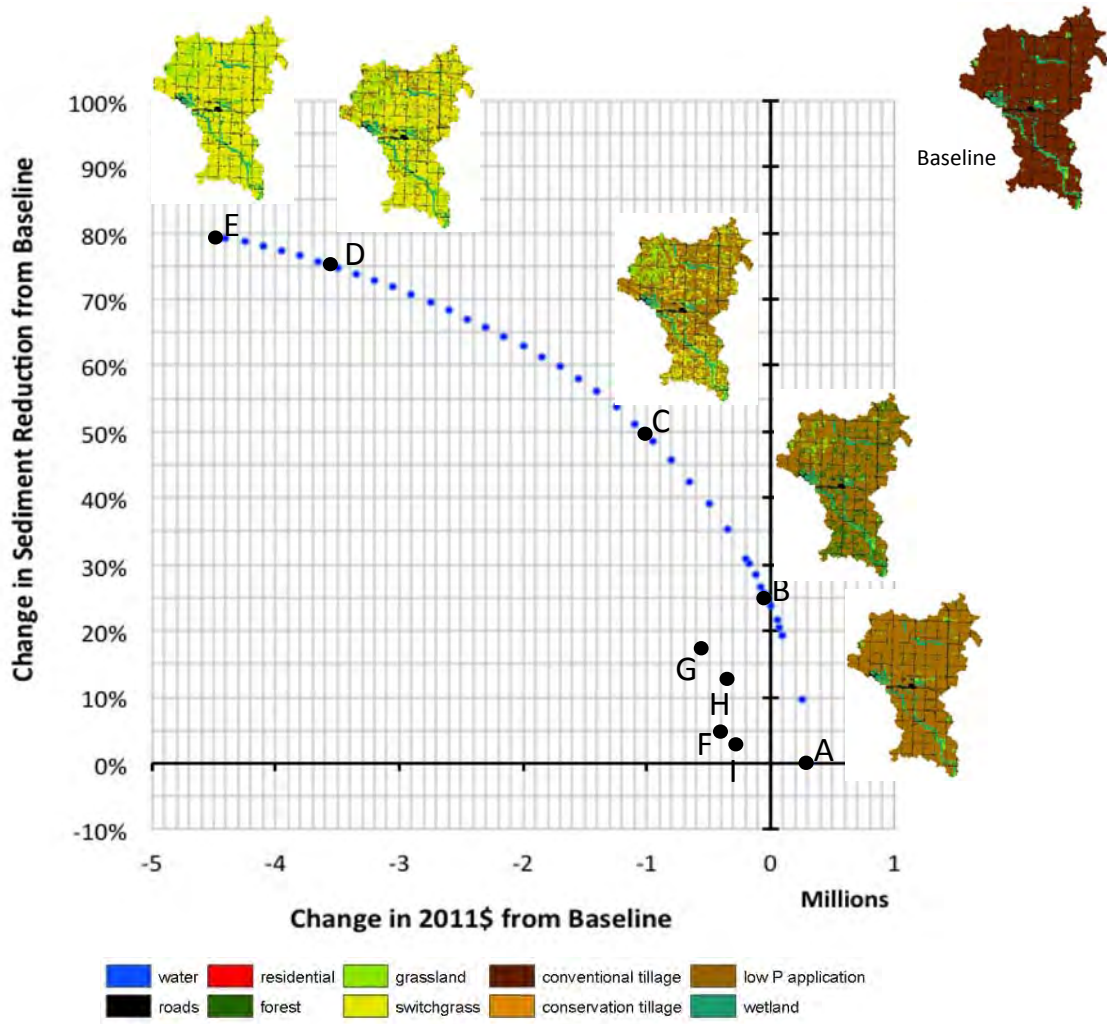 Change in Sediment Reduction from Baseline
100%
90%
80%
70%
60%
50%
40%
30%
20%
10%
0%
-10%
Baseline
E
D
C
B
G
H
F
I
A
-5
-4
-3
-2
-1
0
1
Millions
Change in 2011$ from Baseline
water
residential
grassland
conventional tillage
low P application
roads
forest
switchgrass
conservation tillage
wetland